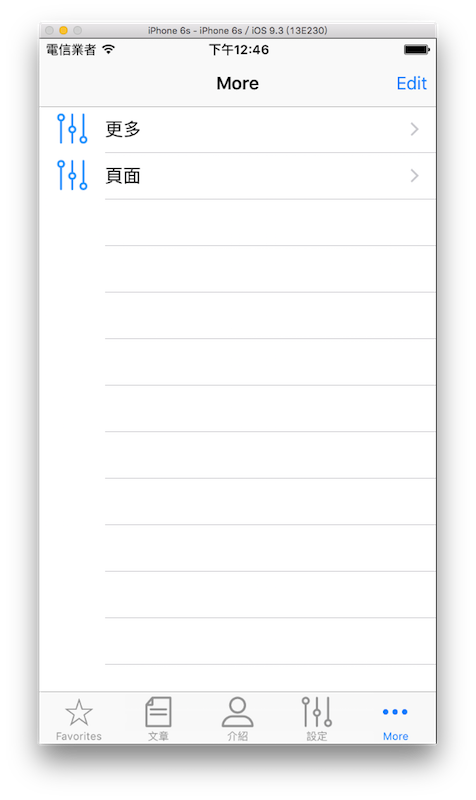 iPhone 6s - iPhone 6s / iOS 9.3 (13E230)
電信業者 下午12:46
More Edit
更多
頁面
Favorites 文章 介紹 設定 More